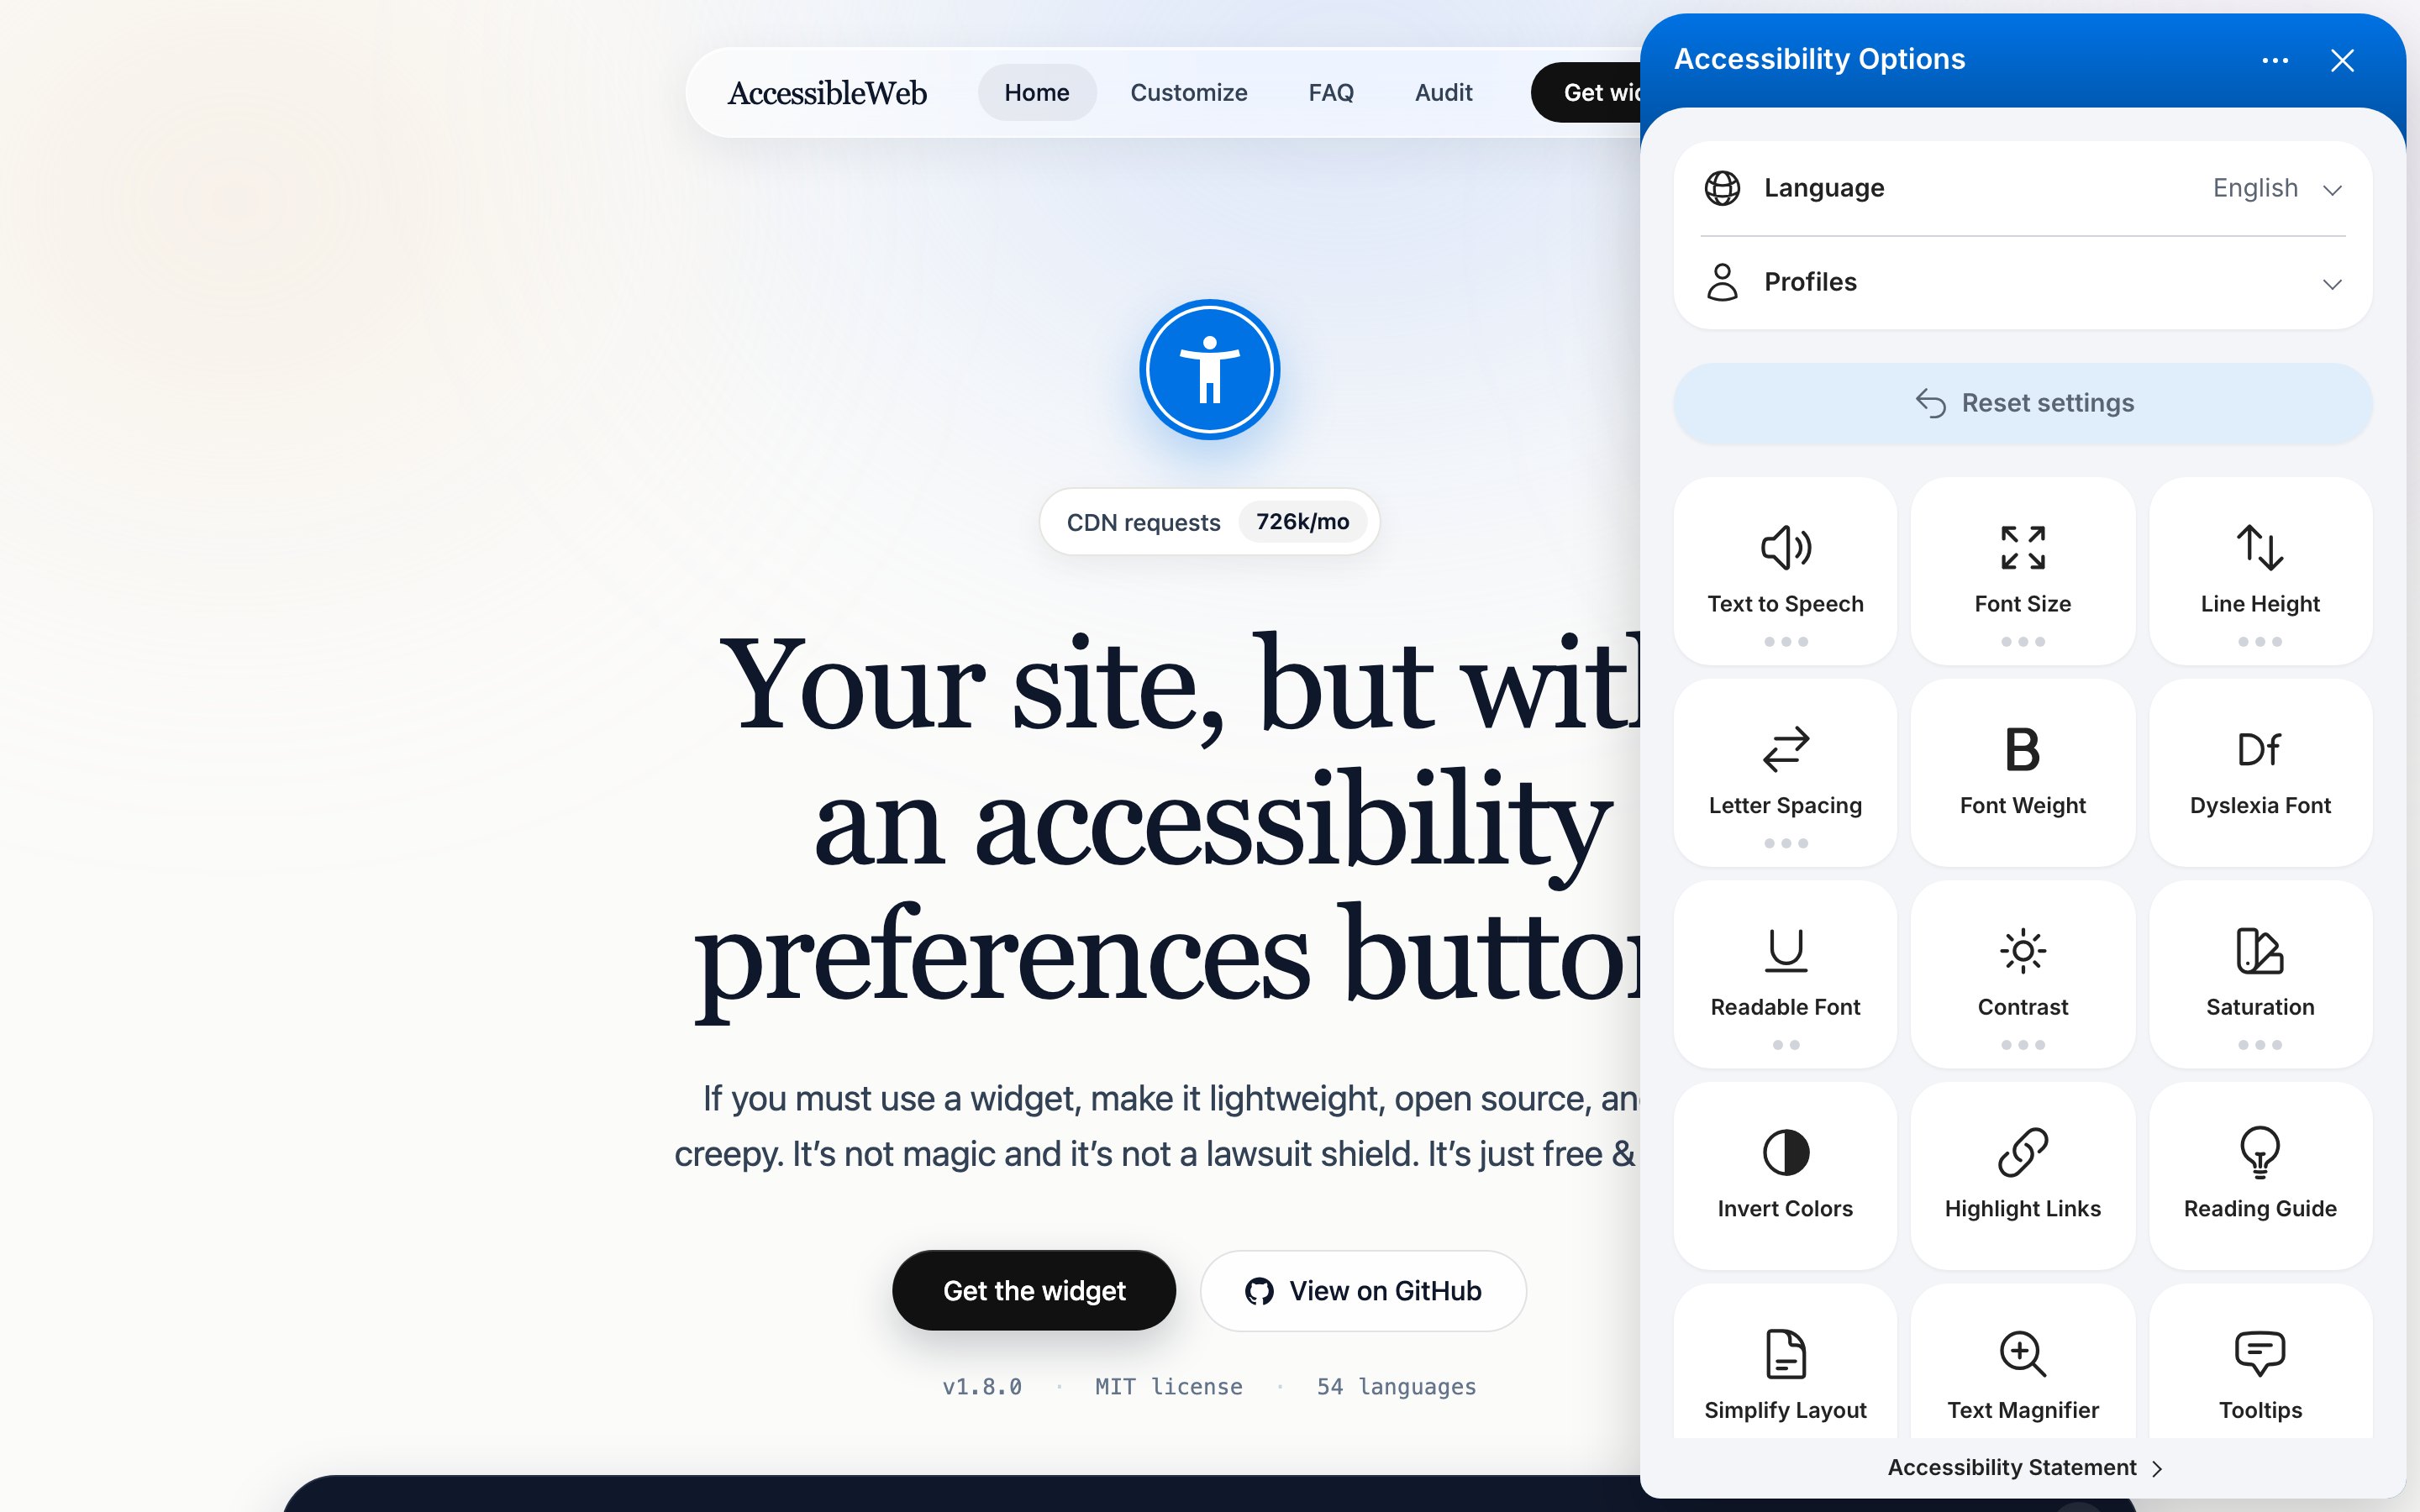 AccessibleWeb
Home
Customize
FAQ
Audit
Get
CDN requests
726k/mo
Your site, but
an accessibility
preferences
If you must use a widget, make it lightweight, open source,
creepy. It’s not magic and it’s not a lawsuit shield. It’s just free &
Get the widget
View on GitHub
v1.8.0 · MIT license · 54 languages
Accessibility Options
Language
English
Profiles
Reset settings
Text to Speech
Font Size
Line Height
Letter Spacing
B
Font Weight
Df
Dyslexia Font
Readable Font
Contrast
Saturation
Invert Colors
Highlight Links
Reading Guide
Simplify Layout
Text Magnifier
Tooltips
Accessibility Statement